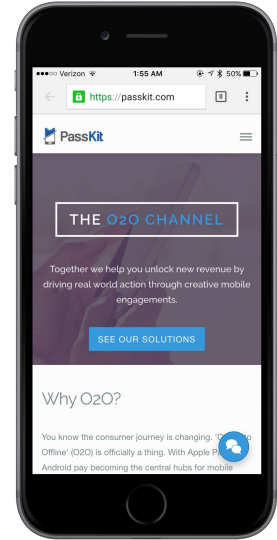 Verizon 1:55 AM 50%
https://passkit.com 8
PassKit
THE O2O CHANNEL
Together we help you unlock new revenue by
driving real world action through creative mobile
engagements.
SEE OUR SOLUTIONS
Why O2O?
You know the consumer journey is changing. 'O to
Offline' (O2O) is officially a thing. With Apple Pa
Android pay becoming the central hubs for mobile